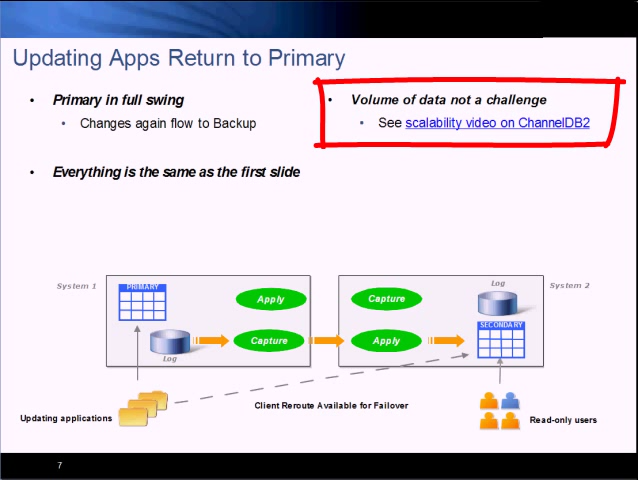 Updating Apps Return to Primary
• Primary in full swing
• Changes again flow to Backup
• Everything is the same as the first slide
• Volume of data not a challenge
• See scalability video on ChannelDB2
System 1
PRIMARY
Log
Apply
Capture
Capture
Apply
Log
SECONDARY
System 2
Updating applications
Client Reroute Available for Failover
Read-only users
7